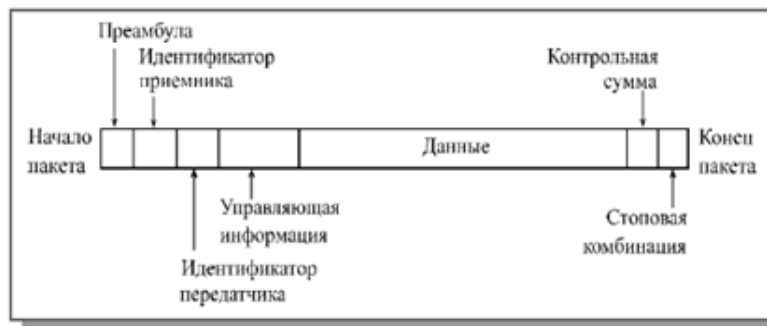 Преамбула
Идентификатор
приемника
Контрольная
сумма
Начало
пакета
Данные
Конец
пакета
Управляющая
информация
Стоповая
комбинация
Идентификатор
передатчика